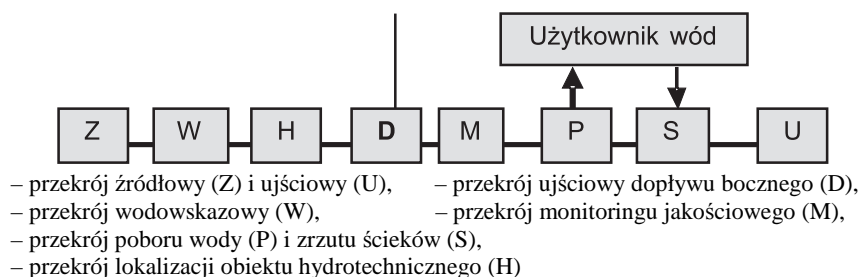 Użytkownik wód
Z W H D M P S U
– przekrój źródłowy (Z) i ujściowy (U), – przekrój ujściowy dopływu bocznego (D),
– przekrój wodowskazowy (W), – przekrój monitoringu jakościowego (M),
– przekrój poboru wody (P) i zrzutu ścieków (S),
– przekrój lokalizacji obiektu hydrotechnicznego (H)